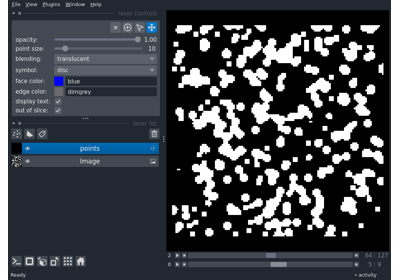 File View Plugins Window Help
layer controls
opacity: 1.00
point size: 10
blending: translucent
symbol: disc
face color: blue
edge color: dimgrey
display text: ✓
out of slice: ✓
layer list
points
Image
2 64 127
0 5 9
Ready activity